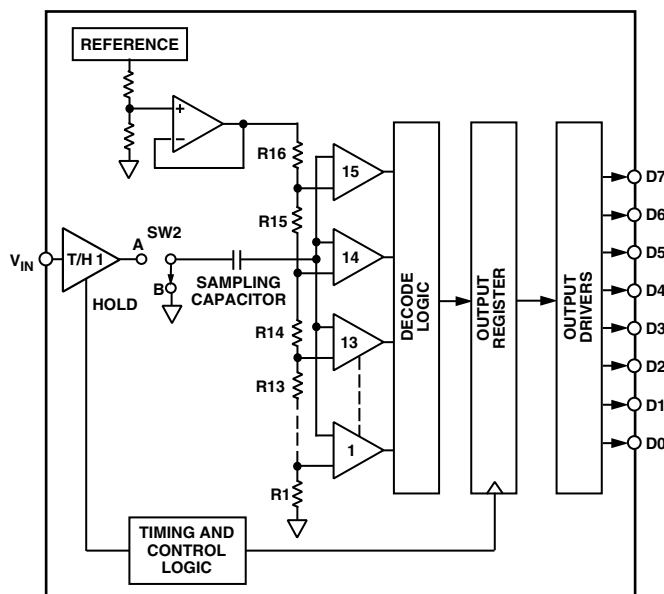 REFERENCE
+
−
R16
15
R15
D7
D6
D5
D4
D3
D2
D1
D0
VIN
T/H 1
A
SW2
B
HOLD
SAMPLING
CAPACITOR
14
R14
13
R13
1
R1
DECODE
LOGIC
OUTPUT
REGISTER
OUTPUT
DRIVERS
TIMING AND
CONTROL
LOGIC